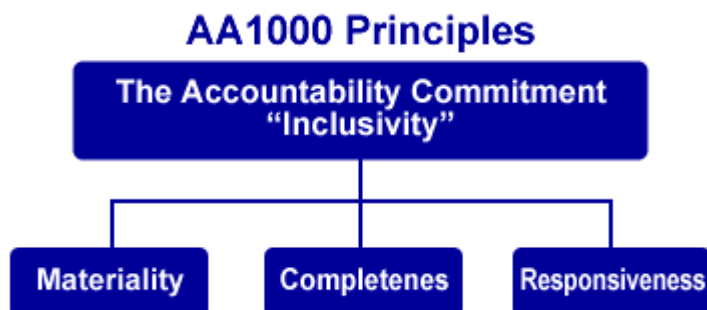 AA1000 Principles
The Accountability Commitment
“Inclusivity”
Materiality
Completenes
Responsiveness